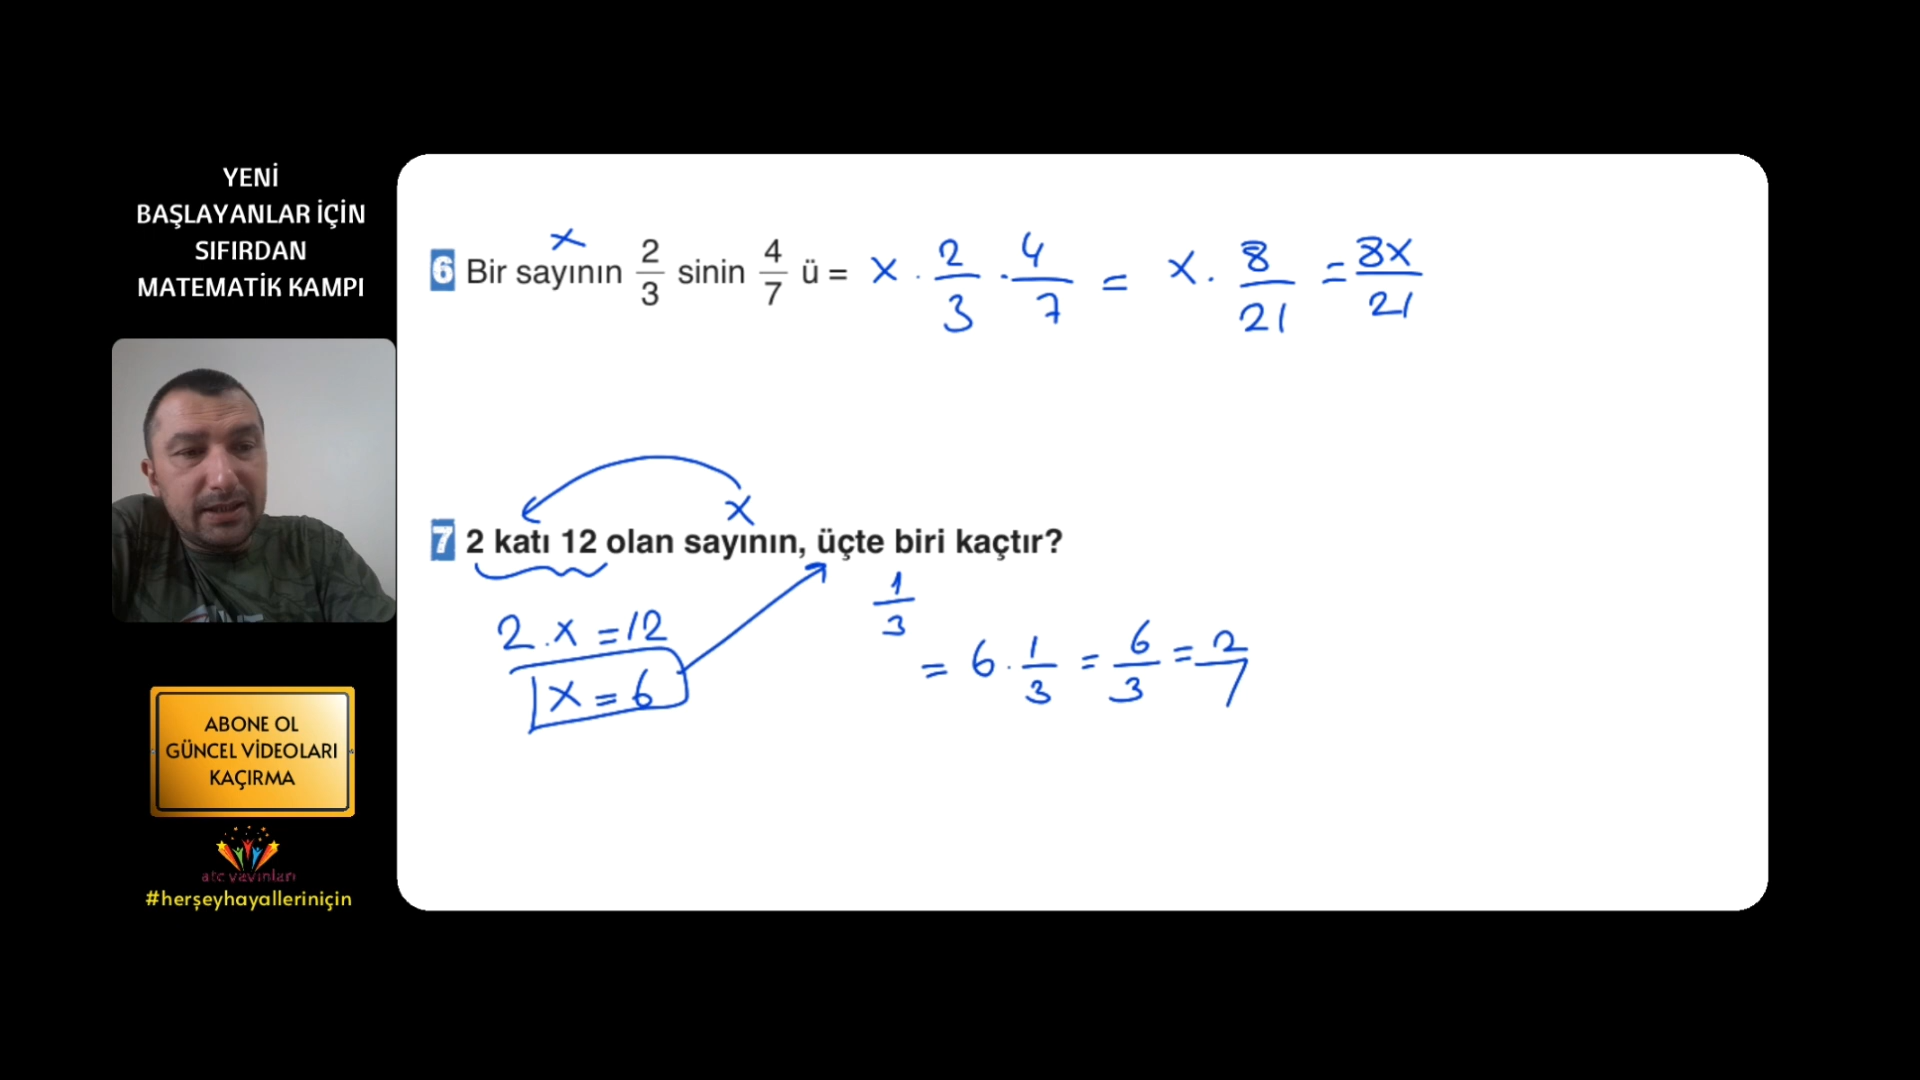 YENİ
BAŞLAYANLAR İÇİN
SIFIRDAN
MATEMATİK KAMPI
x
6 Bir sayının 2/3 sinin 4/7 ü = x . 2/3 . 4/7 = x . 8/21 = 8x/21
x
7 2 katı 12 olan sayının, üçte biri kaçtır?
1/3
2.x = 12
x = 6
= 6 . 1/3 = 6/3 = 2
ABONE OL
GÜNCEL VİDEOLARI
KAÇIRMA
atc yayınları
#herşeyhayalleriniçin